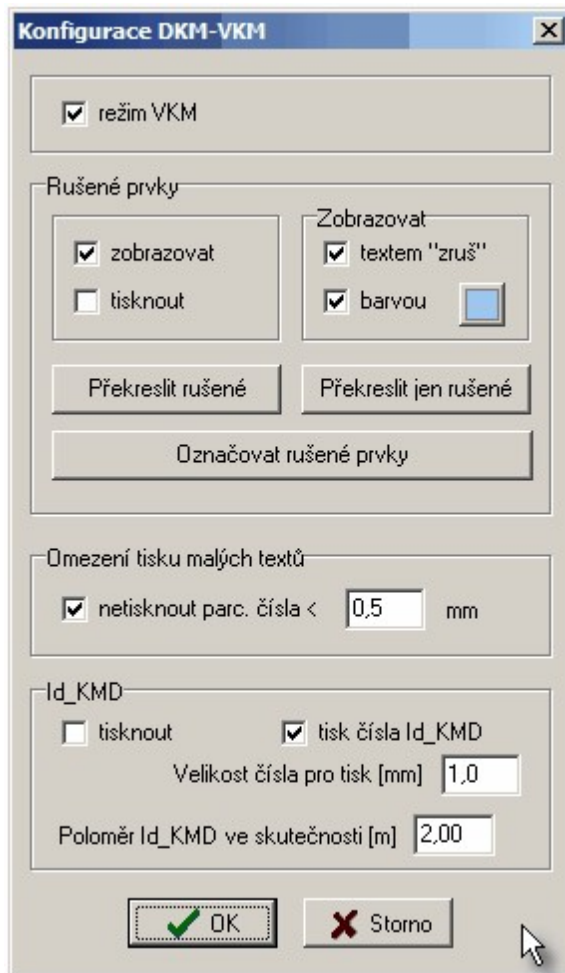 Konfigurace DKM-VKM
režim VKM
Rušené prvky
zobrazovat
tisknout
Zobrazovat
textem "zruš"
barvou
Překreslit rušené
Překreslit jen rušené
Označovat rušené prvky
Omezení tisku malých textů
netisknout parc. čísla < 0,5 mm
Id_KMD
tisknout
tisk čísla Id_KMD
Velikost čísla pro tisk [mm] 1,0
Poloměr Id_KMD ve skutečnosti [m] 2,00
OK
Storno